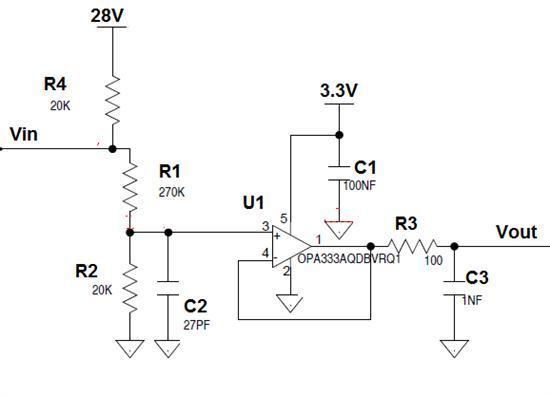 28V
R4
20K
Vin
3.3V
R1
270K
C1
100NF
U1
5
3
+
1
R3
Vout
4
-
OPA333AQDBVRQ1
100
R2
20K
2
C3
1NF
C2
27PF